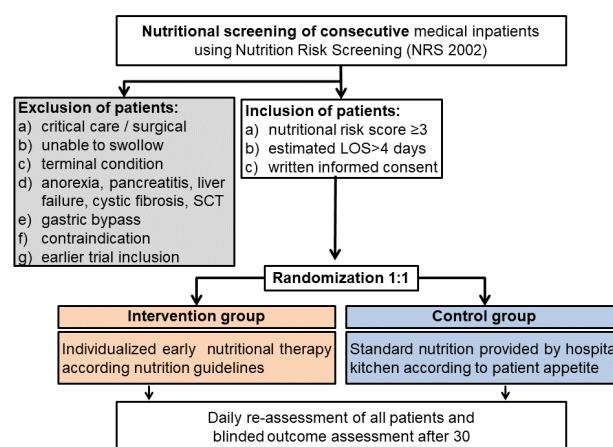 Nutritional screening of consecutive medical inpatients
using Nutrition Risk Screening (NRS 2002)
Exclusion of patients:
a) critical care / surgical
b) unable to swollow
c) terminal condition
d) anorexia, pancreatitis, liver
failure, cystic fibrosis, SCT
e) gastric bypass
f) contraindication
g) earlier trial inclusion
Inclusion of patients:
a) nutritional risk score ≥3
b) estimated LOS>4 days
c) written informed consent
Randomization 1:1
Intervention group
Individualized early nutritional therapy
according nutrition guidelines
Control group
Standard nutrition provided by hospital
kitchen according to patient appetite
Daily re-assessment of all patients and
blinded outcome assessment after 30